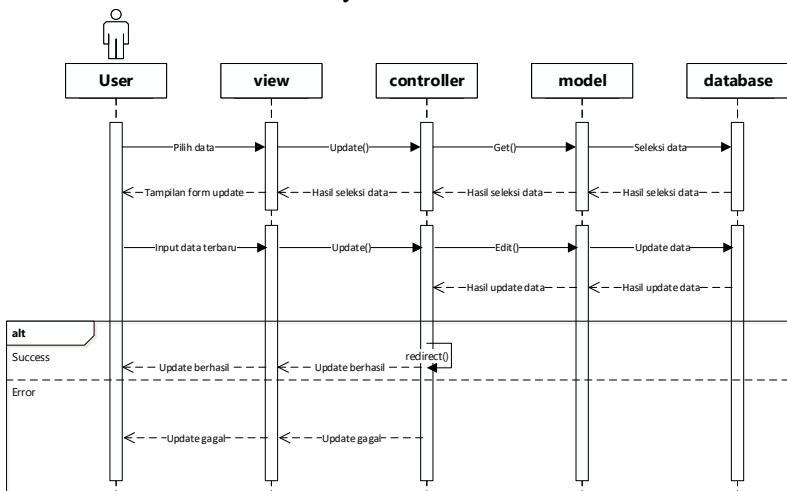 User
view
controller
model
database
Pilih data
Update()
Get()
Seleksi data
Tampilan form update
Hasil seleksi data
Hasil seleksi data
Hasil seleksi data
Input data terbaru
Update()
Edit()
Update data
Hasil update data
Hasil update data
alt
Success
redirect()
Update berhasil
Update berhasil
Error
Update gagal
Update gagal